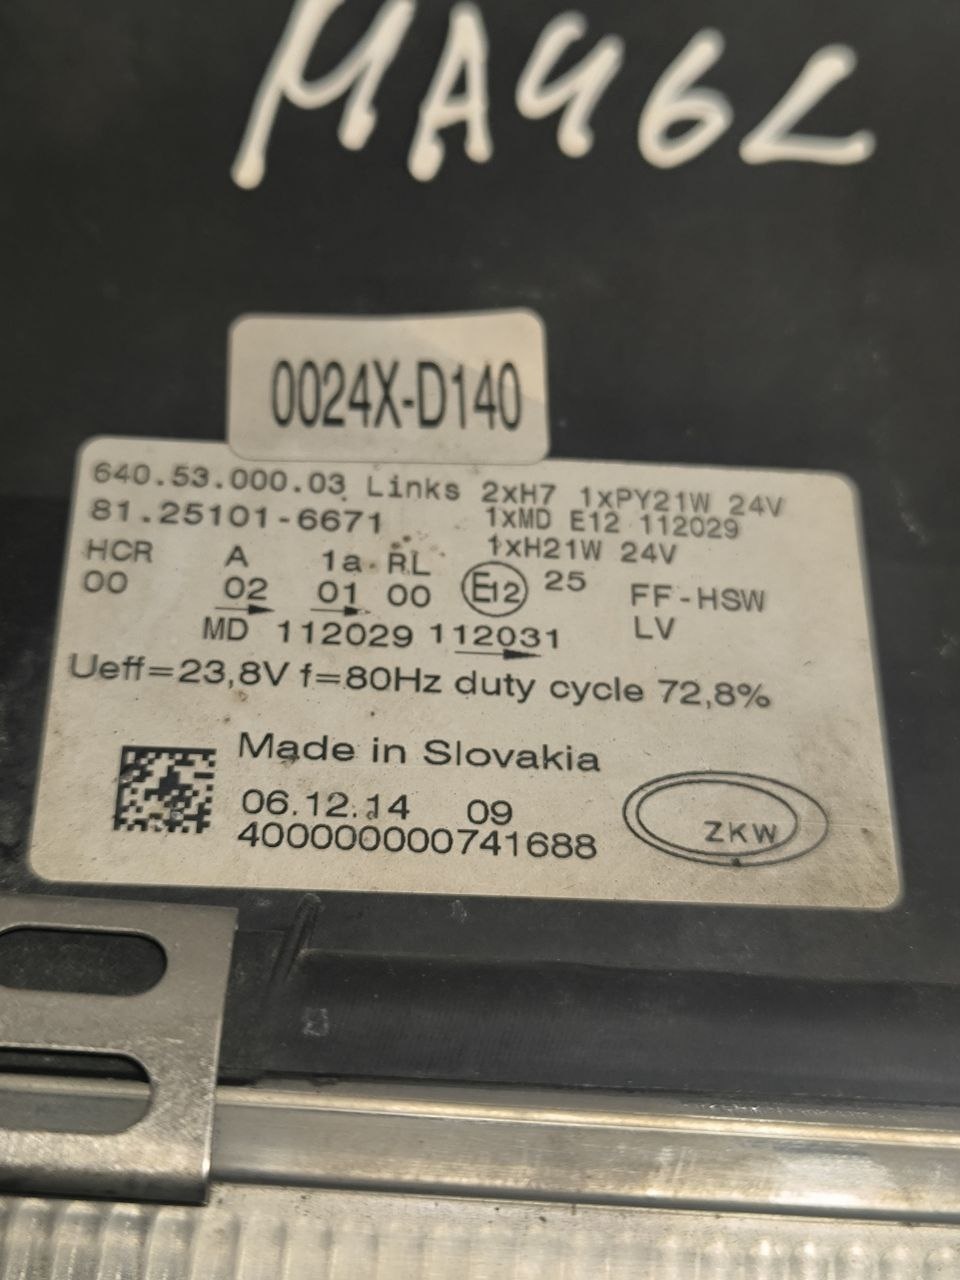 MA46L
0024X-D140
640.53.000.03 Links 2xH7 1xPY21W 24V
81.25101-6671 1xMD E12 112029
1xH21W 24V
HCR A 1a RL
00 02 01 00 E12 25 FF-HSW
LV
MD 112029 112031
Ueff=23,8V f=80Hz duty cycle 72,8%
Made in Slovakia
06.12.14 09
400000000741688
ZKW